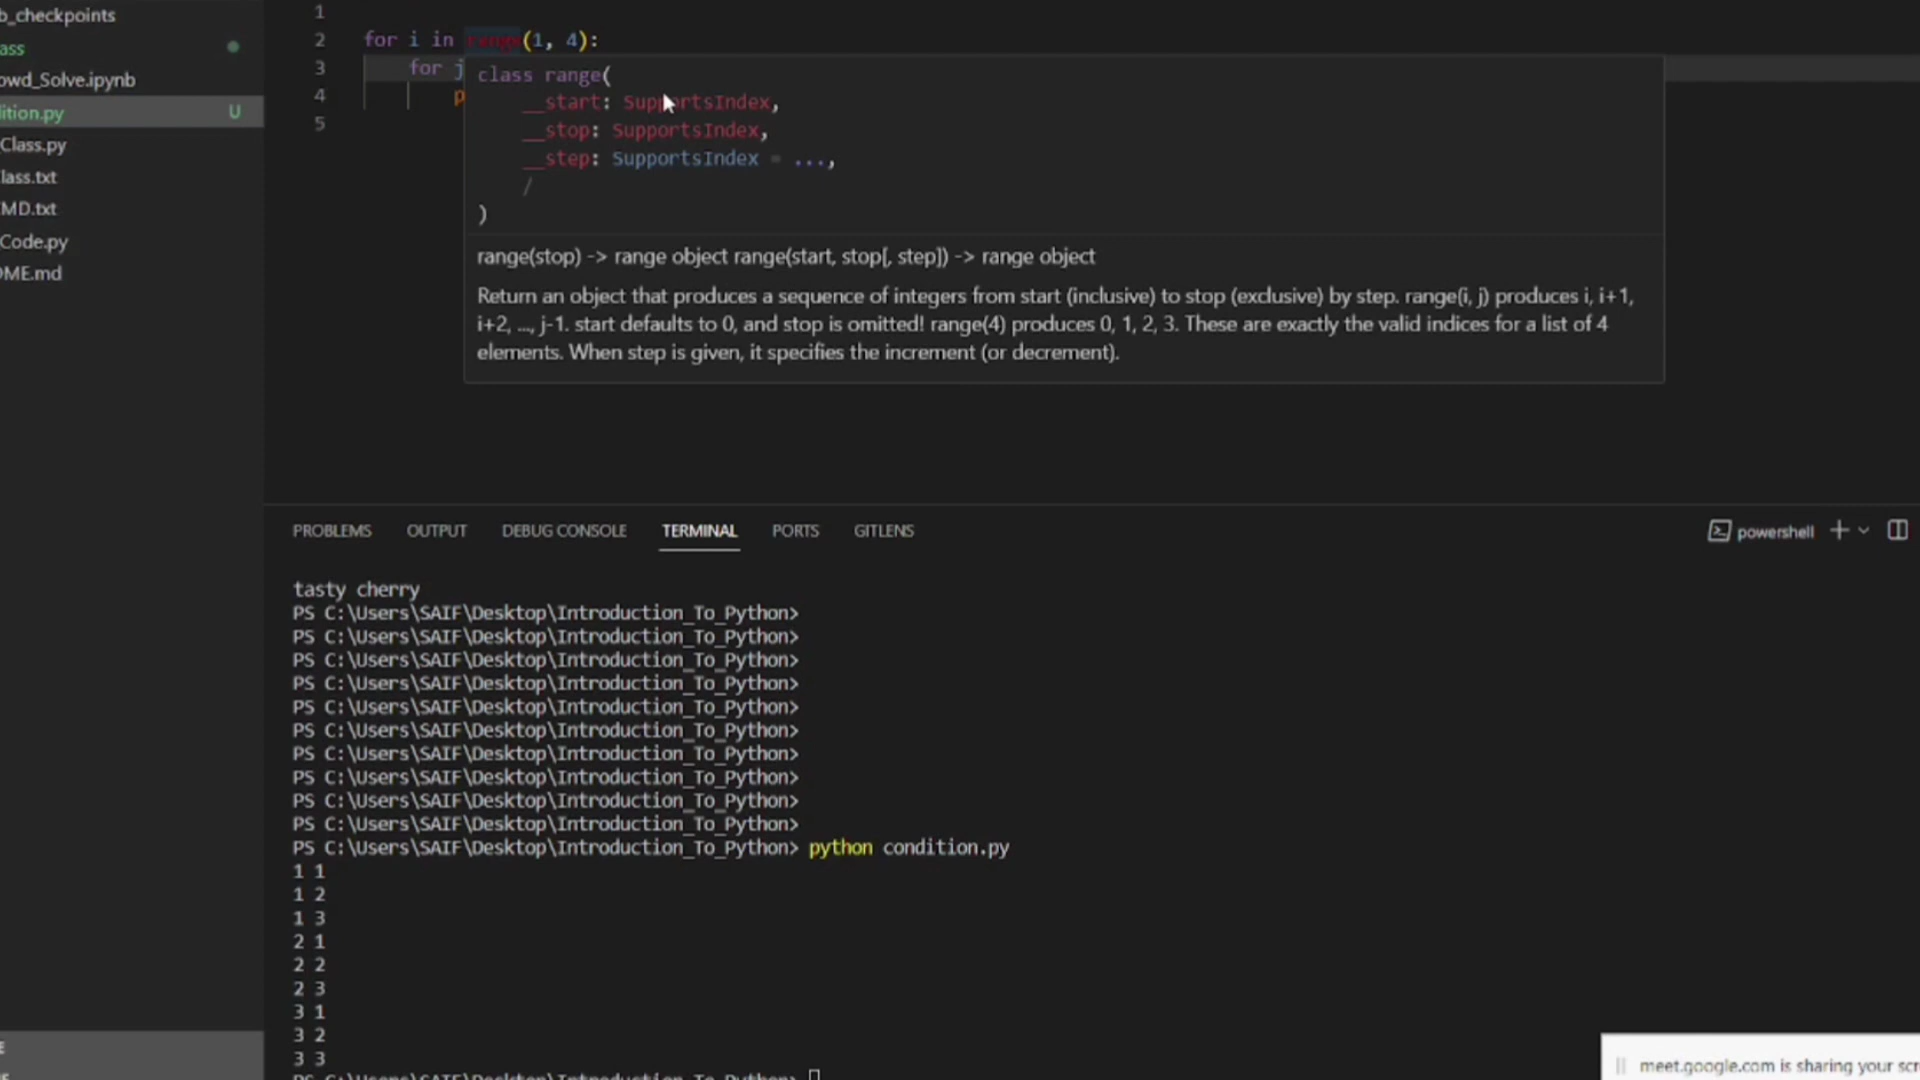 b_checkpoints
ass
owd_Solve.ipynb
ition.py U
Class.py
lass.txt
MD.txt
Code.py
OME.md
1
2 for i in range(1, 4):
3 for j
4 p
5
class range(
__start: SupportsIndex,
__stop: SupportsIndex,
__step: SupportsIndex = ...,
/
)
range(stop) -> range object range(start, stop[, step]) -> range object
Return an object that produces a sequence of integers from start (inclusive) to stop (exclusive) by step. range(i, j) produces i, i+1,
i+2, ..., j-1. start defaults to 0, and stop is omitted! range(4) produces 0, 1, 2, 3. These are exactly the valid indices for a list of 4
elements. When step is given, it specifies the increment (or decrement).
PROBLEMS OUTPUT DEBUG CONSOLE TERMINAL PORTS GITLENS powershell
tasty cherry
PS C:\Users\SAIF\Desktop\Introduction_To_Python>
PS C:\Users\SAIF\Desktop\Introduction_To_Python>
PS C:\Users\SAIF\Desktop\Introduction_To_Python>
PS C:\Users\SAIF\Desktop\Introduction_To_Python>
PS C:\Users\SAIF\Desktop\Introduction_To_Python>
PS C:\Users\SAIF\Desktop\Introduction_To_Python>
PS C:\Users\SAIF\Desktop\Introduction_To_Python>
PS C:\Users\SAIF\Desktop\Introduction_To_Python>
PS C:\Users\SAIF\Desktop\Introduction_To_Python>
PS C:\Users\SAIF\Desktop\Introduction_To_Python>
PS C:\Users\SAIF\Desktop\Introduction_To_Python> python condition.py
1 1
1 2
1 3
2 1
2 2
2 3
3 1
3 2
3 3
PS C:\Users\SAIF\Desktop\Introduction_To_Python>
meet.google.com is sharing your scr